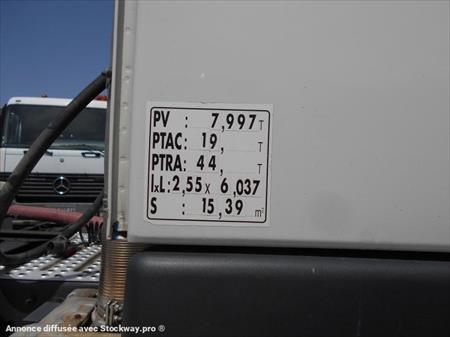 PV : 7,997 T
PTAC: 19, T
PTRA: 44, T
lxL: 2,55 x 6,037
S : 15,39 m²
Annonce diffusée avec Stockway.pro ®